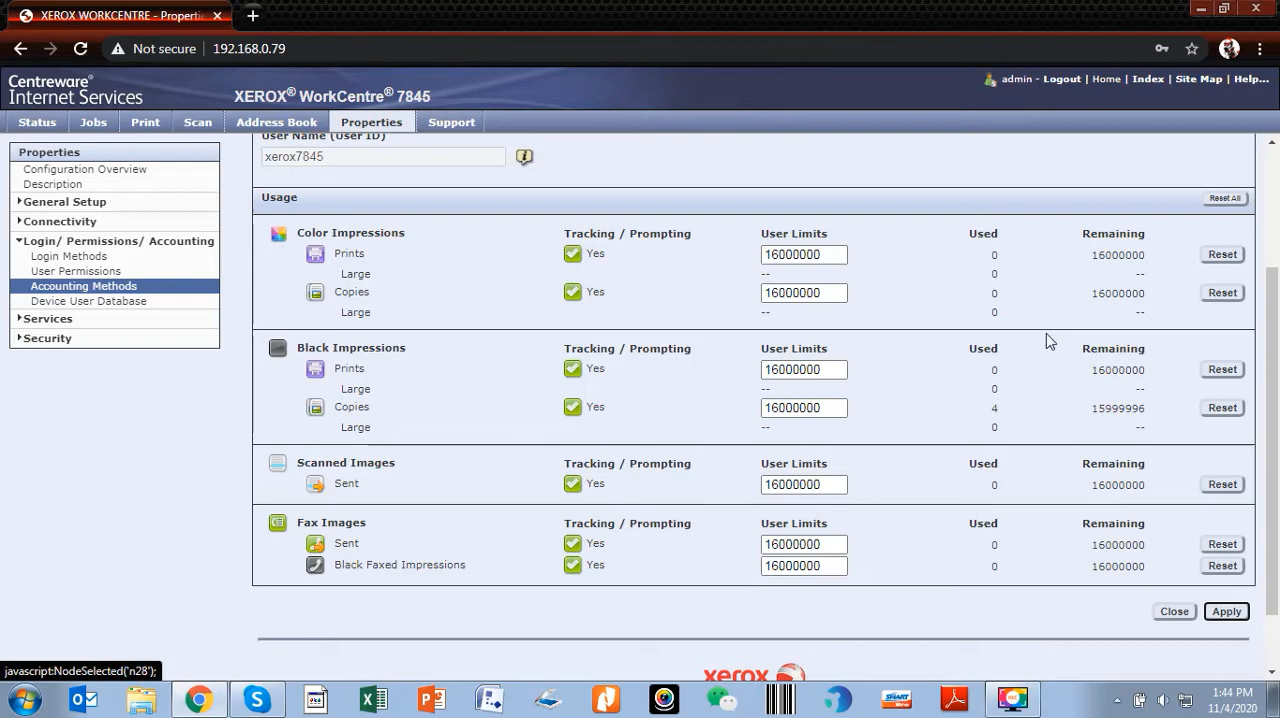 XEROX WORKCENTRE - Properti
Not secure 192.168.0.79
Centreware®
Internet Services
XEROX® WorkCentre 7845
admin - Logout | Home | Index | Site Map | Help...
Status Jobs Print Scan Address Book Properties Support
Properties
Configuration Overview
Description
General Setup
Connectivity
Login/ Permissions/ Accounting
Login Methods
User Permissions
Accounting Methods
Device User Database
Services
Security
User Name (User ID)
xerox7845
Usage Reset All
Color Impressions Tracking / Prompting User Limits Used Remaining
Prints Yes 16000000 0 16000000 Reset
Large -- 0 --
Copies Yes 16000000 0 16000000 Reset
Large -- 0 --
Black Impressions Tracking / Prompting User Limits Used Remaining
Prints Yes 16000000 0 16000000 Reset
Large -- 0 --
Copies Yes 16000000 4 15999996 Reset
Large -- 0 --
Scanned Images Tracking / Prompting User Limits Used Remaining
Sent Yes 16000000 0 16000000 Reset
Fax Images Tracking / Prompting User Limits Used Remaining
Sent Yes 16000000 0 16000000 Reset
Black Faxed Impressions Yes 16000000 0 16000000 Reset
Close Apply
xerox
javascript:NodeSelected('n28');
1:44 PM
11/4/2020